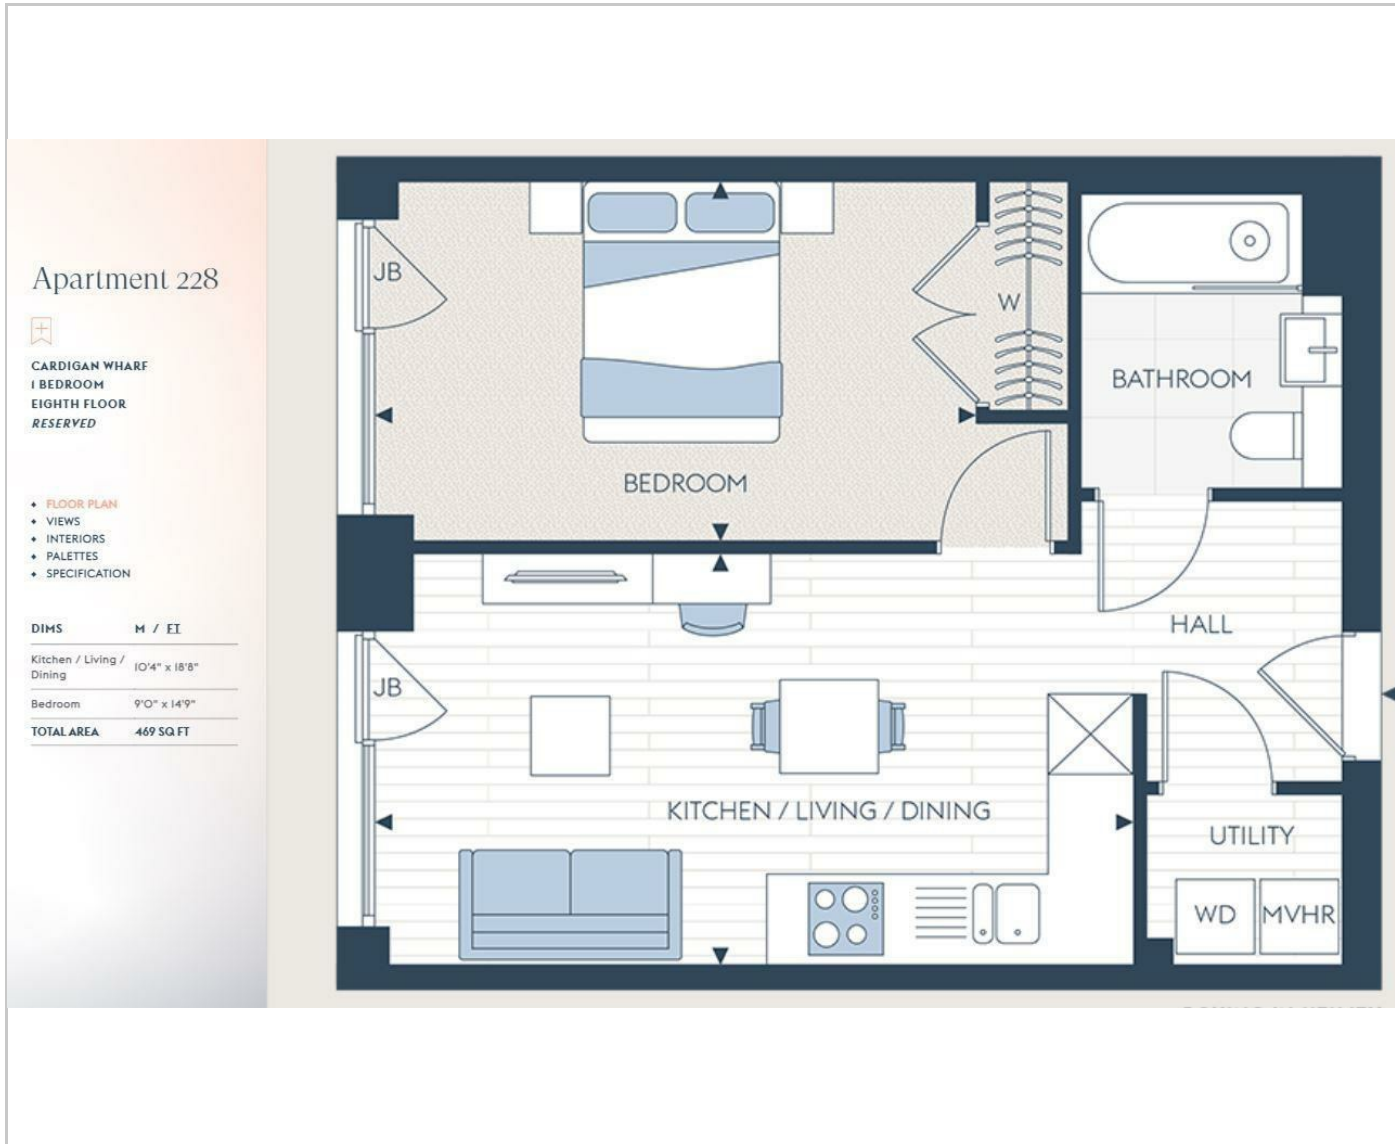 Apartment 228
CARDIGAN WHARF
1 BEDROOM
EIGHTH FLOOR
RESERVED
FLOOR PLAN
VIEWS
INTERIORS
PALETTES
SPECIFICATION
DIMS M / FT
Kitchen / Living /
Dining
10'4" x 18'8"
Bedroom 9'0" x 14'9"
TOTAL AREA 469 SQ FT
JB
W
BATHROOM
BEDROOM
HALL
JB
KITCHEN / LIVING / DINING
UTILITY
WD MVHR